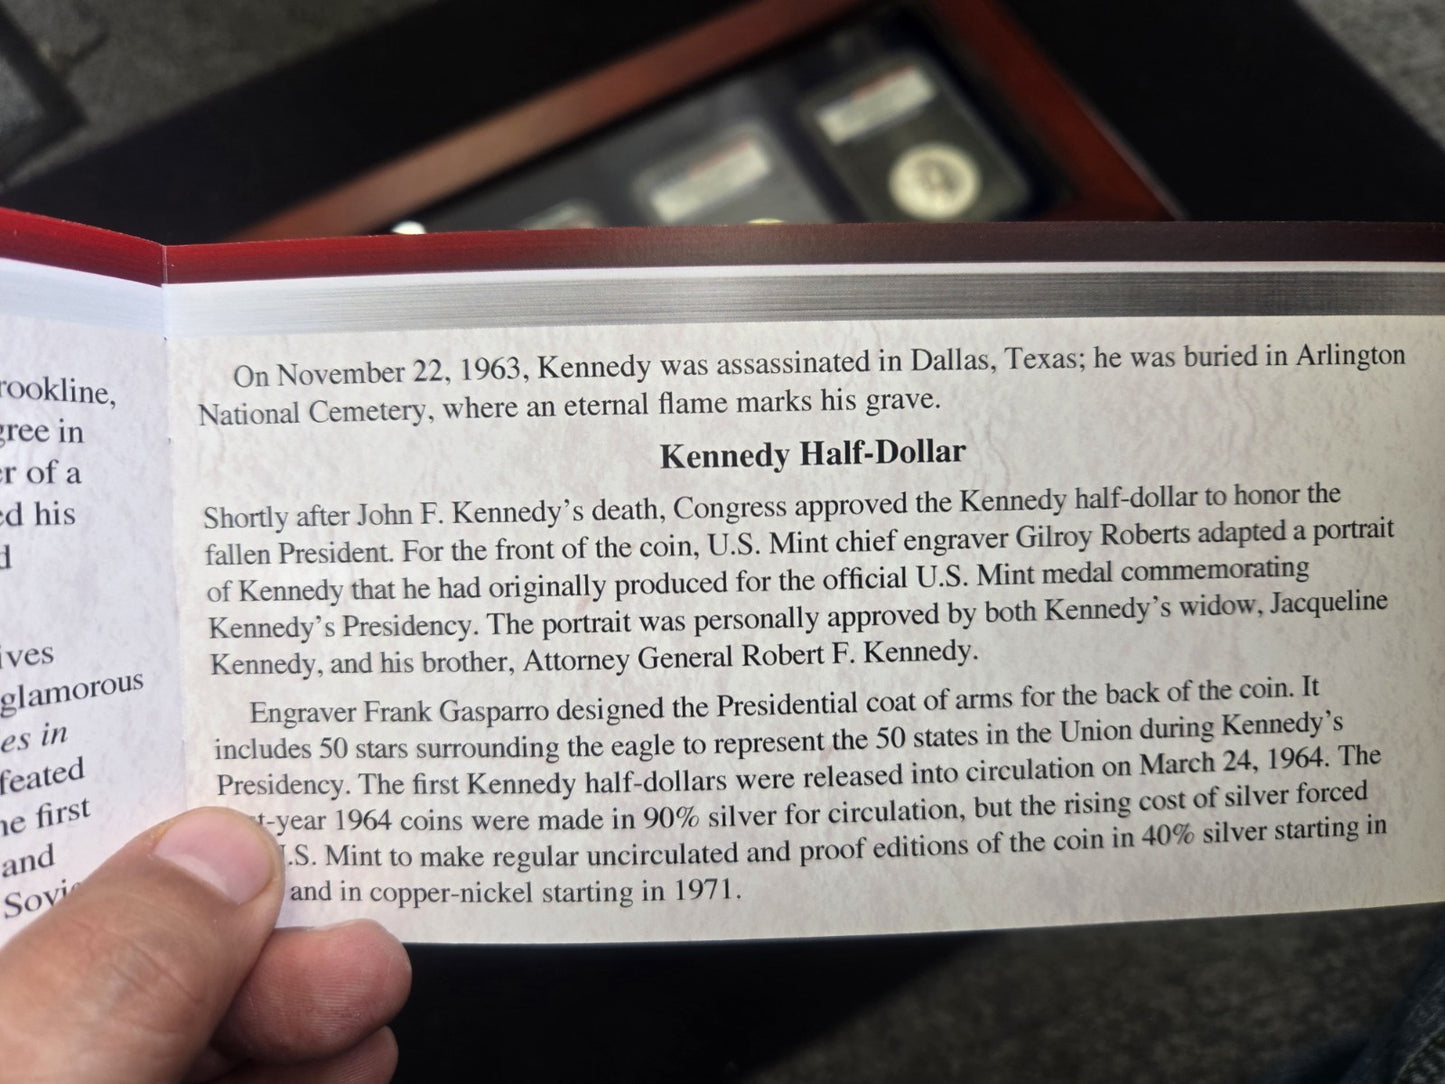 rookline,
gree in
r of a
ed his
d
ives
glamorous
es in
feated
he first
and
Sovi
On November 22, 1963, Kennedy was assassinated in Dallas, Texas; he was buried in Arlington
National Cemetery, where an eternal flame marks his grave.
Kennedy Half-Dollar
Shortly after John F. Kennedy's death, Congress approved the Kennedy half-dollar to honor the
fallen President. For the front of the coin, U.S. Mint chief engraver Gilroy Roberts adapted a portrait
of Kennedy that he had originally produced for the official U.S. Mint medal commemorating
Kennedy's Presidency. The portrait was personally approved by both Kennedy's widow, Jacqueline
Kennedy, and his brother, Attorney General Robert F. Kennedy.
Engraver Frank Gasparro designed the Presidential coat of arms for the back of the coin. It
includes 50 stars surrounding the eagle to represent the 50 states in the Union during Kennedy's
Presidency. The first Kennedy half-dollars were released into circulation on March 24, 1964. The
t-year 1964 coins were made in 90% silver for circulation, but the rising cost of silver forced
.S. Mint to make regular uncirculated and proof editions of the coin in 40% silver starting in
and in copper-nickel starting in 1971.